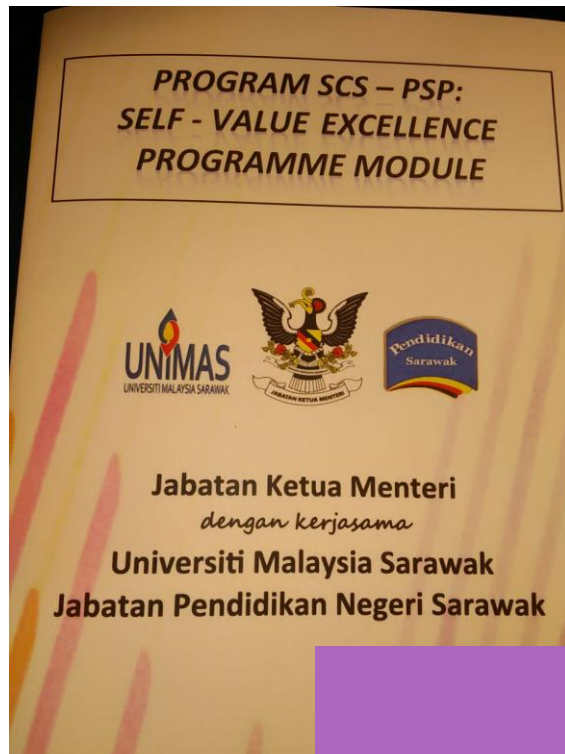 PROGRAM SCS – PSP:
SELF - VALUE EXCELLENCE
PROGRAMME MODULE
UNIMAS
UNIVERSITI MALAYSIA SARAWAK
JABATAN KETUA MENTERI
Pendidikan
Sarawak
Jabatan Ketua Menteri
dengan kerjasama
Universiti Malaysia Sarawak
Jabatan Pendidikan Negeri Sarawak